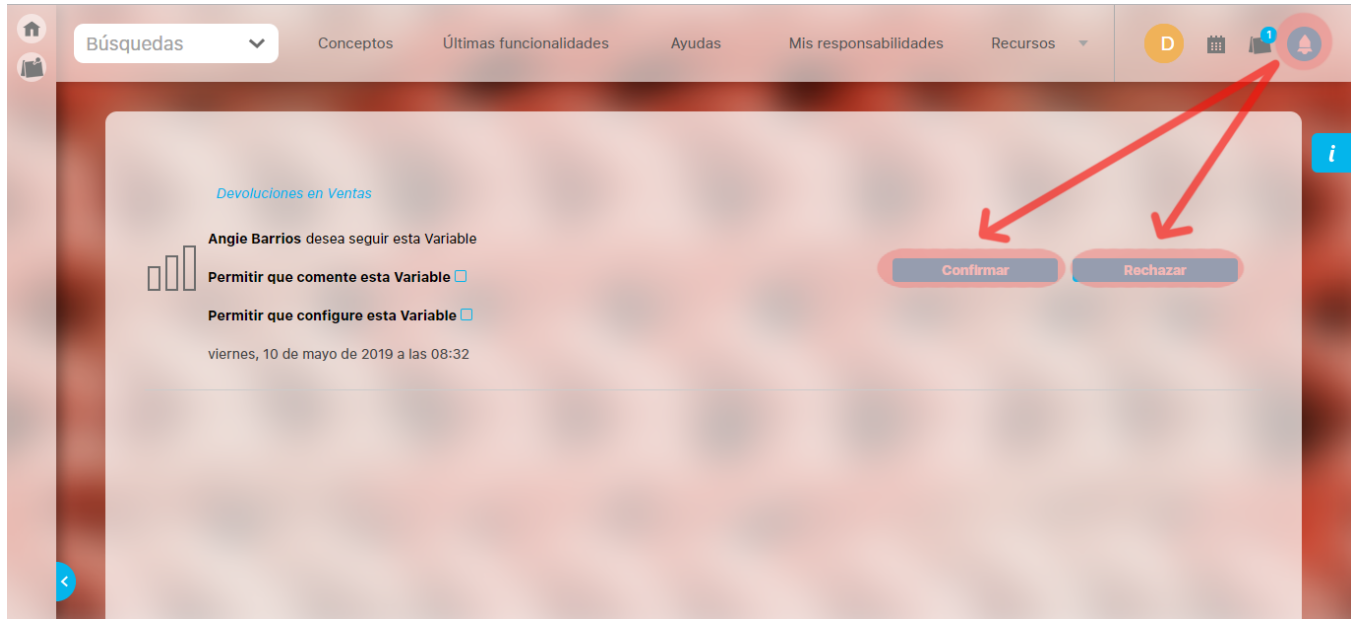 Búsquedas Conceptos Últimas funcionalidades Ayudas Mis responsabilidades Recursos D 1
i
Devoluciones en Ventas
Angie Barrios desea seguir esta Variable
Permitir que comente esta Variable
Confirmar Rechazar
Permitir que configure esta Variable
viernes, 10 de mayo de 2019 a las 08:32